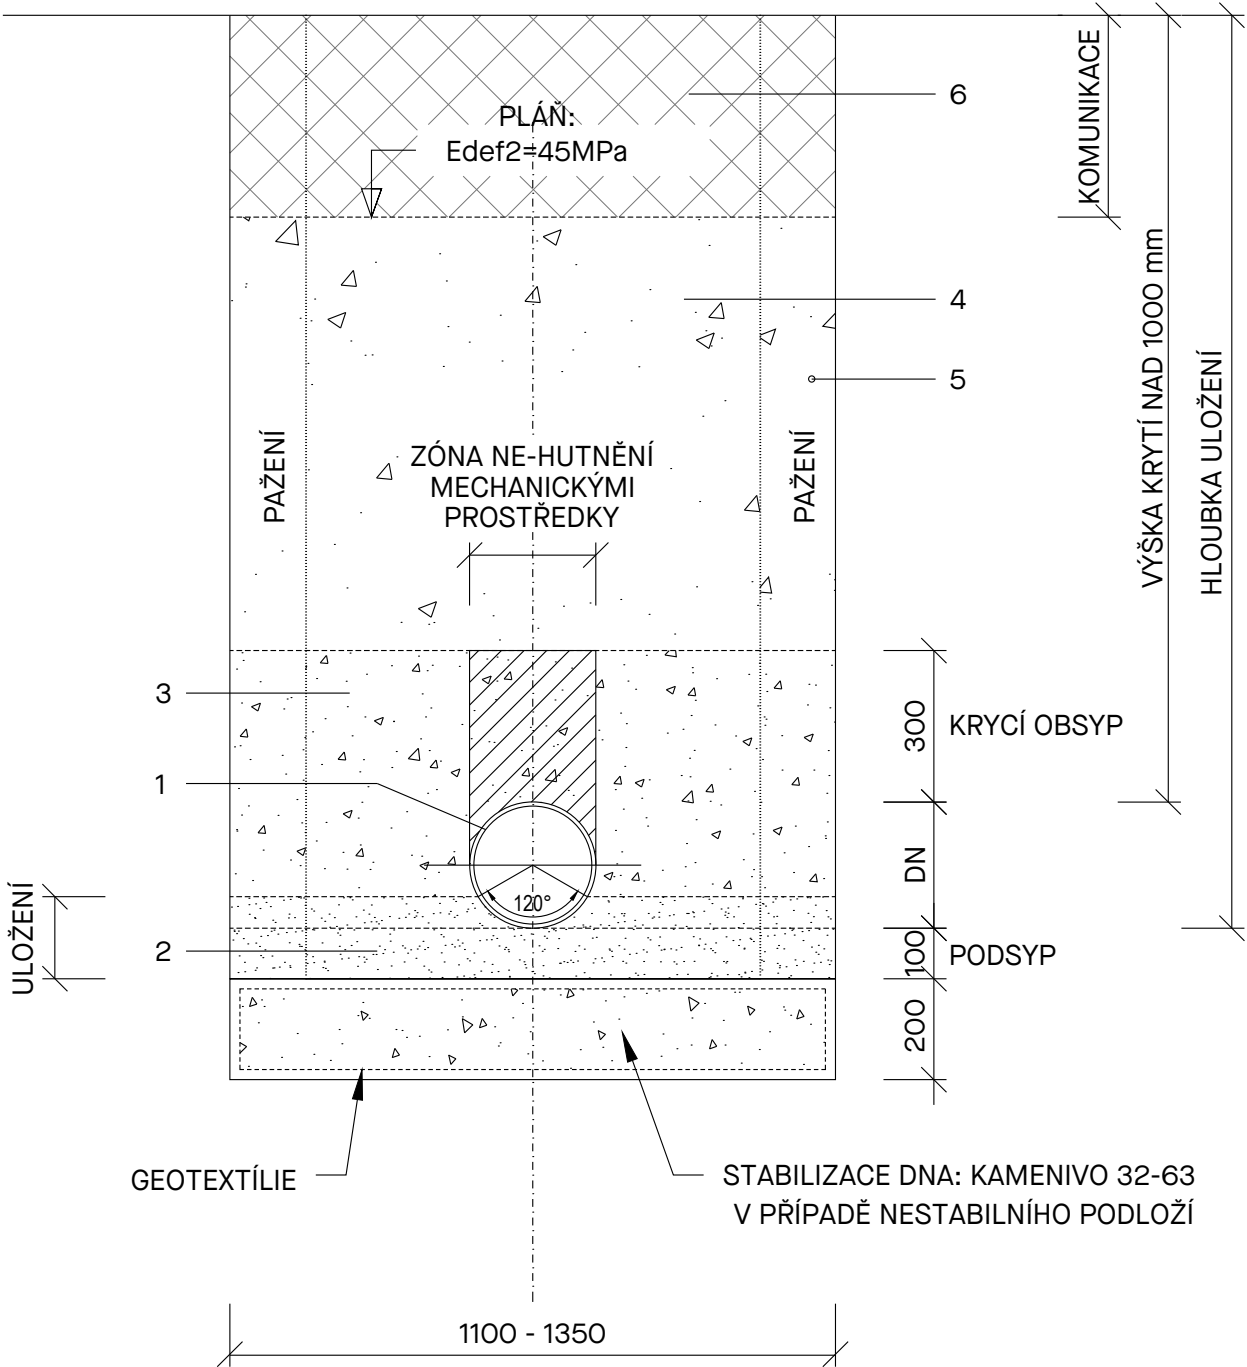 6
KOMUNIKACE
PLÁŇ:
Edef2=45MPa
4
5
VÝŠKA KRYTÍ NAD 1000 mm
HLOUBKA ULOŽENÍ
PAŽENÍ
ZÓNA NE-HUTNĚNÍ
MECHANICKÝMI
PROSTŘEDKY
PAŽENÍ
3
300
KRYCÍ OBSYP
1
DN
120°
ULOŽENÍ
2
100
PODSYP
200
GEOTEXTÍLIE
STABILIZACE DNA: KAMENIVO 32-63
V PŘÍPADĚ NESTABILNÍHO PODLOŽÍ
1100 - 1350